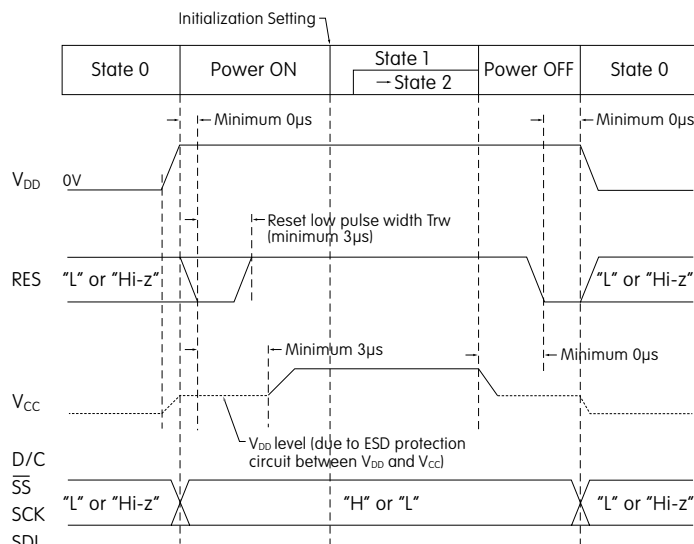 Initialization Setting
State 0
Power ON
State 1
→ State 2
Power OFF
State 0
Minimum 0µs
Minimum 0µs
VDD
0V
Reset low pulse width Trw
(minimum 3µs)
RES
"L" or "Hi-z"
"L" or "Hi-z"
Minimum 3µs
Minimum 0µs
VCC
VDD level (due to ESD protection
circuit between VDD and VCC)
D/C
SS
SCK
SDI
"L" or "Hi-z"
"H" or "L"
"L" or "Hi-z"